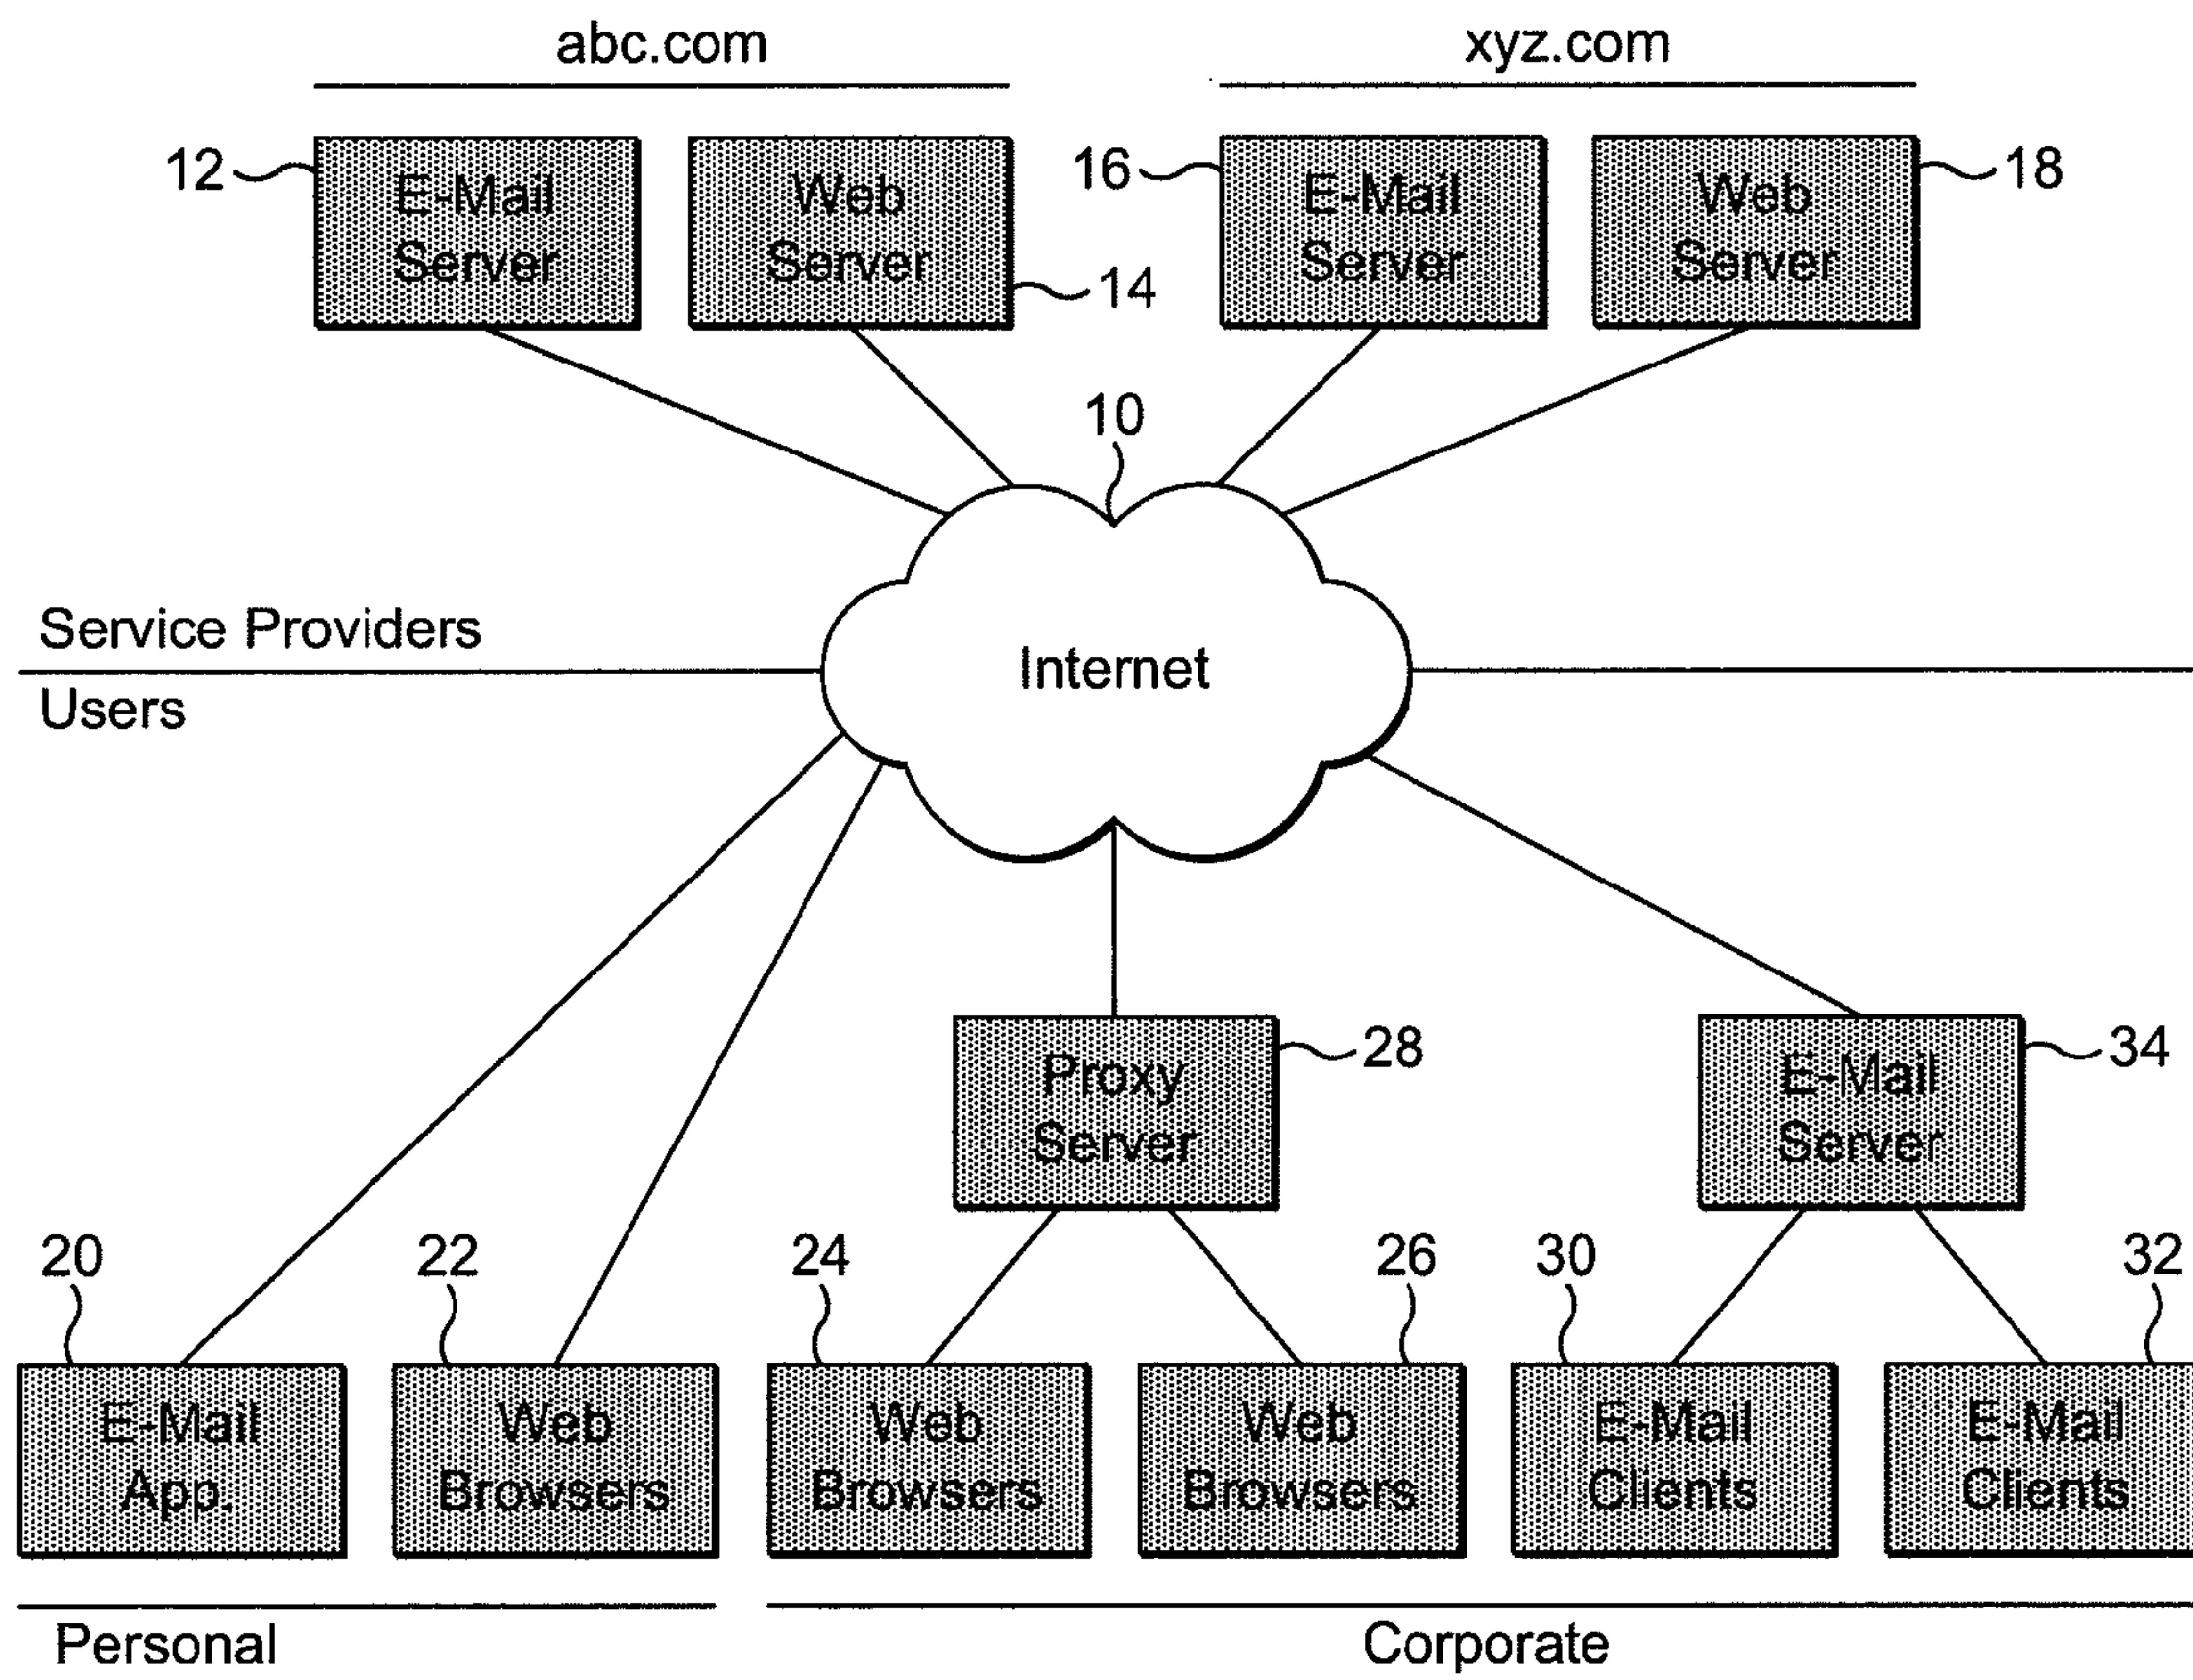 abc.com
xyz.com
12
E-Mail
Server
Web
Server
14
16
E-Mail
Server
Web
Server
18
10
Internet
Service Providers
Users
Proxy
Server
28
E-Mail
Server
34
20
22
24
26
30
32
E-Mail
App.
Web
Browsers
Web
Browsers
Web
Browsers
E-Mail
Clients
E-Mail
Clients
Personal
Corporate